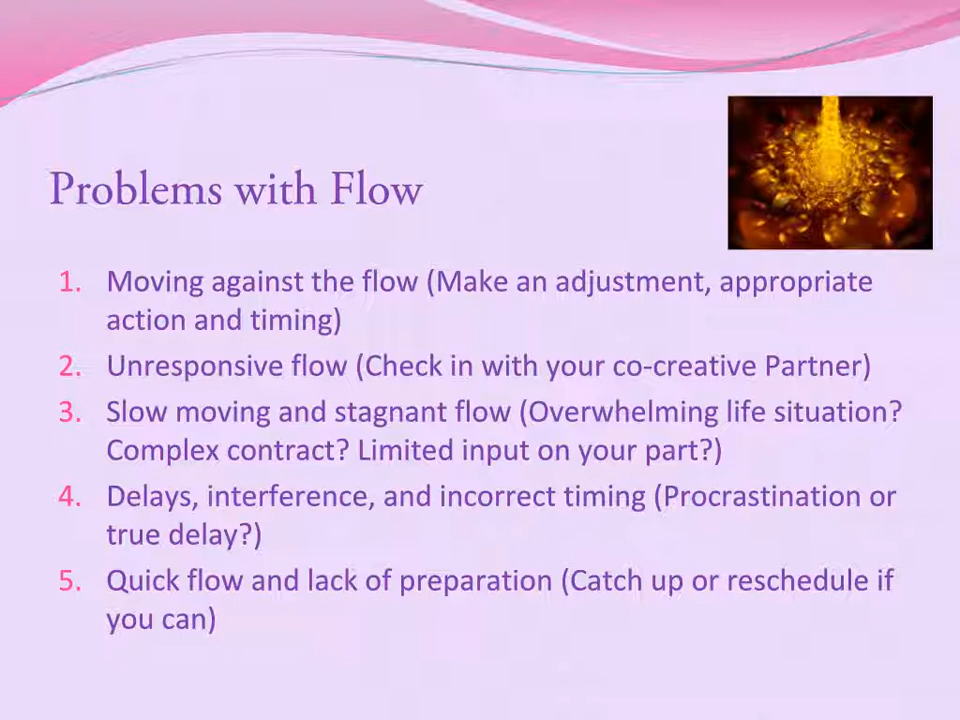 Problems with Flow
1. Moving against the flow (Make an adjustment, appropriate
action and timing)
2. Unresponsive flow (Check in with your co-creative Partner)
3. Slow moving and stagnant flow (Overwhelming life situation?
Complex contract? Limited input on your part?)
4. Delays, interference, and incorrect timing (Procrastination or
true delay?)
5. Quick flow and lack of preparation (Catch up or reschedule if
you can)